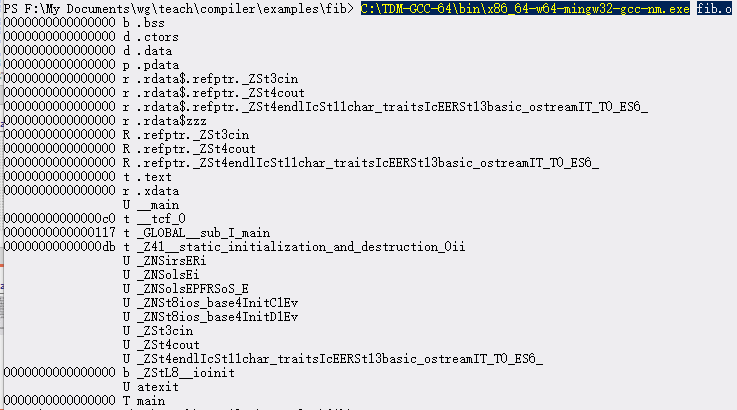 PS F:\My Documents\wg\teach\compiler\examples\fib> C:\TDM-GCC-64\bin\x86_64-w64-mingw32-gcc-nm.exe fib.o
0000000000000000 b .bss
0000000000000000 d .ctors
0000000000000000 d .data
0000000000000000 p .pdata
0000000000000000 r .rdata$.refptr._ZSt3cin
0000000000000000 r .rdata$.refptr._ZSt4cout
0000000000000000 r .rdata$.refptr._ZSt4endlIcSt11char_traitsIcEERSt13basic_ostreamIT_T0_ES6_
0000000000000000 r .rdata$zzz
0000000000000000 R .refptr._ZSt3cin
0000000000000000 R .refptr._ZSt4cout
0000000000000000 R .refptr._ZSt4endlIcSt11char_traitsIcEERSt13basic_ostreamIT_T0_ES6_
0000000000000000 t .text
0000000000000000 r .xdata
U __main
00000000000000c0 t __tcf_0
0000000000000117 t _GLOBAL__sub_I_main
00000000000000db t _Z41__static_initialization_and_destruction_0ii
U _ZNSirsERi
U _ZNSolsEi
U _ZNSolsEPFRSoS_E
U _ZNSt8ios_base4InitC1Ev
U _ZNSt8ios_base4InitD1Ev
U _ZSt3cin
U _ZSt4cout
U _ZSt4endlIcSt11char_traitsIcEERSt13basic_ostreamIT_T0_ES6_
0000000000000000 b _ZStL8__ioinit
U atexit
0000000000000000 T main